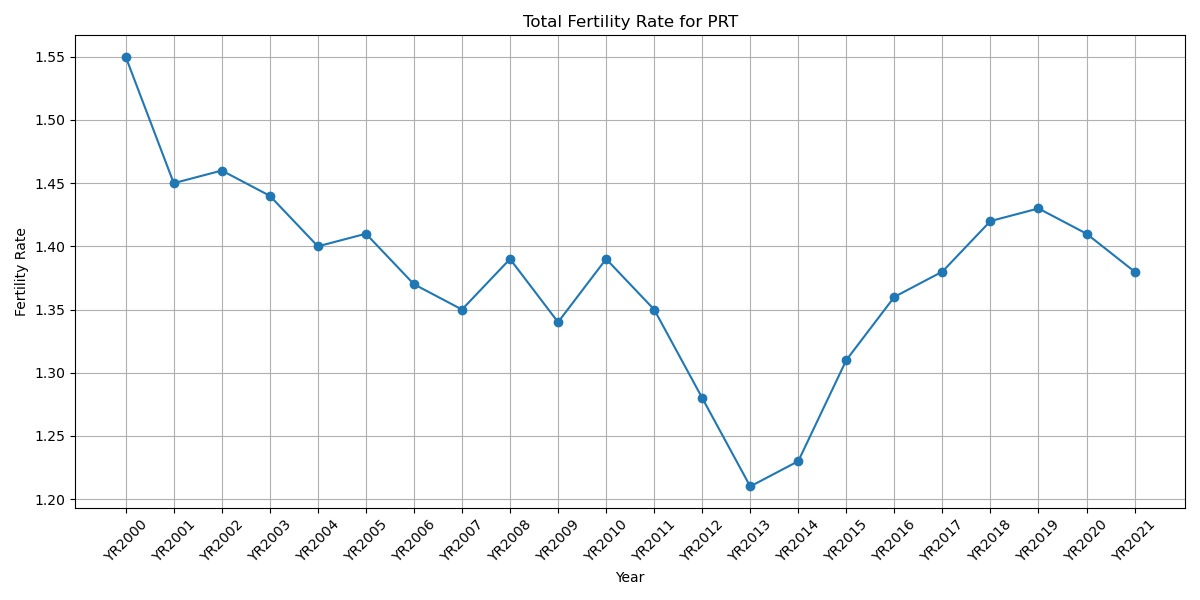 Total Fertility Rate for PRT
Fertility Rate
1.55
1.50
1.45
1.40
1.35
1.30
1.25
1.20
YR2000
YR2001
YR2002
YR2003
YR2004
YR2005
YR2006
YR2007
YR2008
YR2009
YR2010
YR2011
YR2012
YR2013
YR2014
YR2015
YR2016
YR2017
YR2018
YR2019
YR2020
YR2021
Year